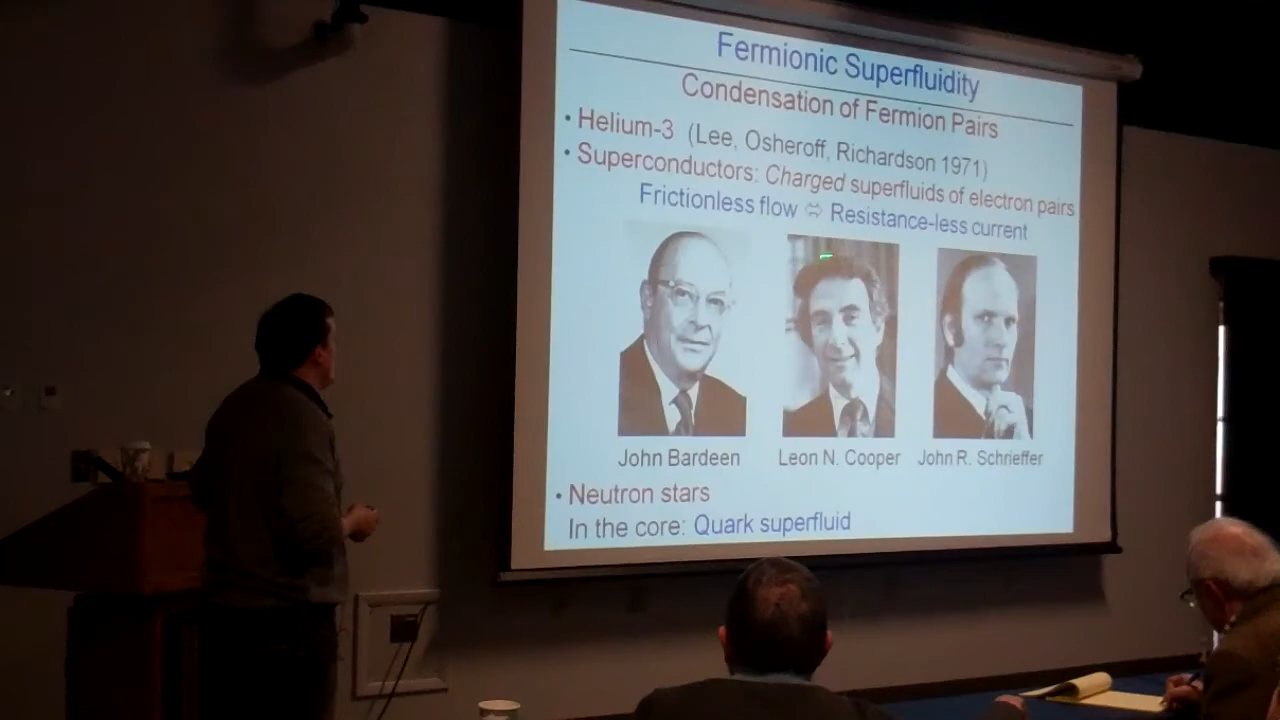 Fermionic Superfluidity
Condensation of Fermion Pairs
• Helium-3 (Lee, Osheroff, Richardson 1971)
• Superconductors: Charged superfluids of electron pairs
Frictionless flow ⇔ Resistance-less current
John Bardeen Leon N. Cooper John R. Schrieffer
• Neutron stars
In the core: Quark superfluid